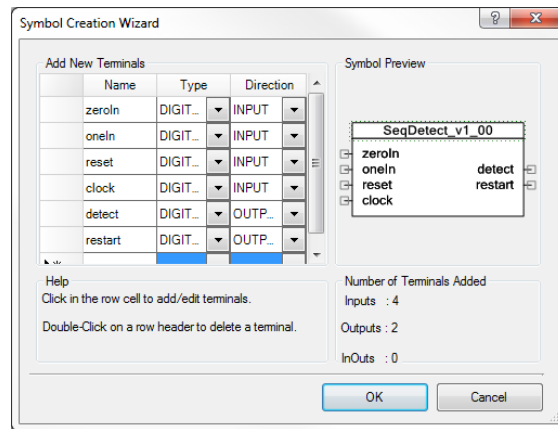 Symbol Creation Wizard
Add New Terminals
Name Type Direction
zeroIn DIGIT... INPUT
oneIn DIGIT... INPUT
reset DIGIT... INPUT
clock DIGIT... INPUT
detect DIGIT... OUTP...
restart DIGIT... OUTP...
Symbol Preview
SeqDetect_v1_00
zeroIn
oneIn detect
reset restart
clock
Help
Click in the row cell to add/edit terminals.
Double-Click on a row header to delete a terminal.
Number of Terminals Added
Inputs : 4
Outputs : 2
InOuts : 0
OK Cancel